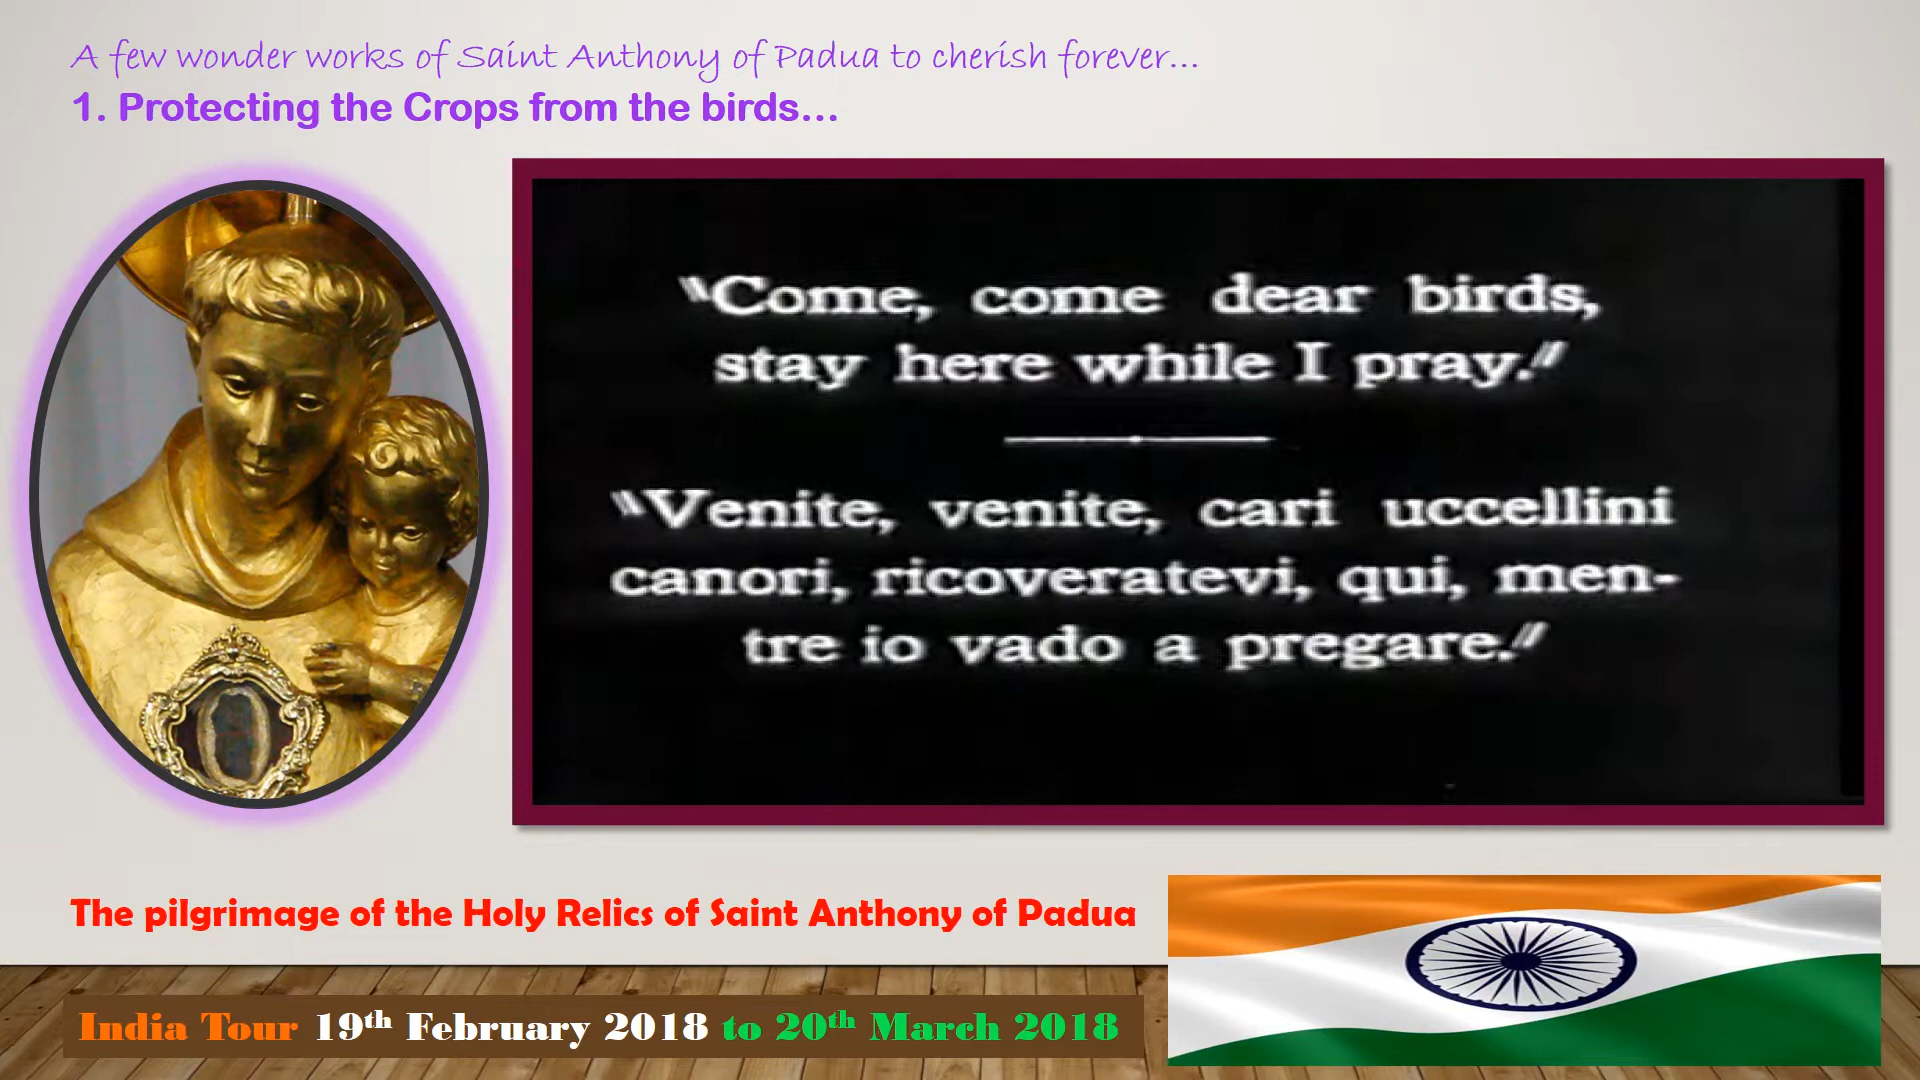 A few wonder works of Saint Anthony of Padua to cherish forever...
1. Protecting the Crops from the birds...
"Come, come dear birds,
stay here while I pray."
"Venite, venite, cari uccellini
canori, ricoveratevi, qui, men-
tre io vado a pregare."
The pilgrimage of the Holy Relics of Saint Anthony of Padua
India Tour 19th February 2018 to 20th March 2018